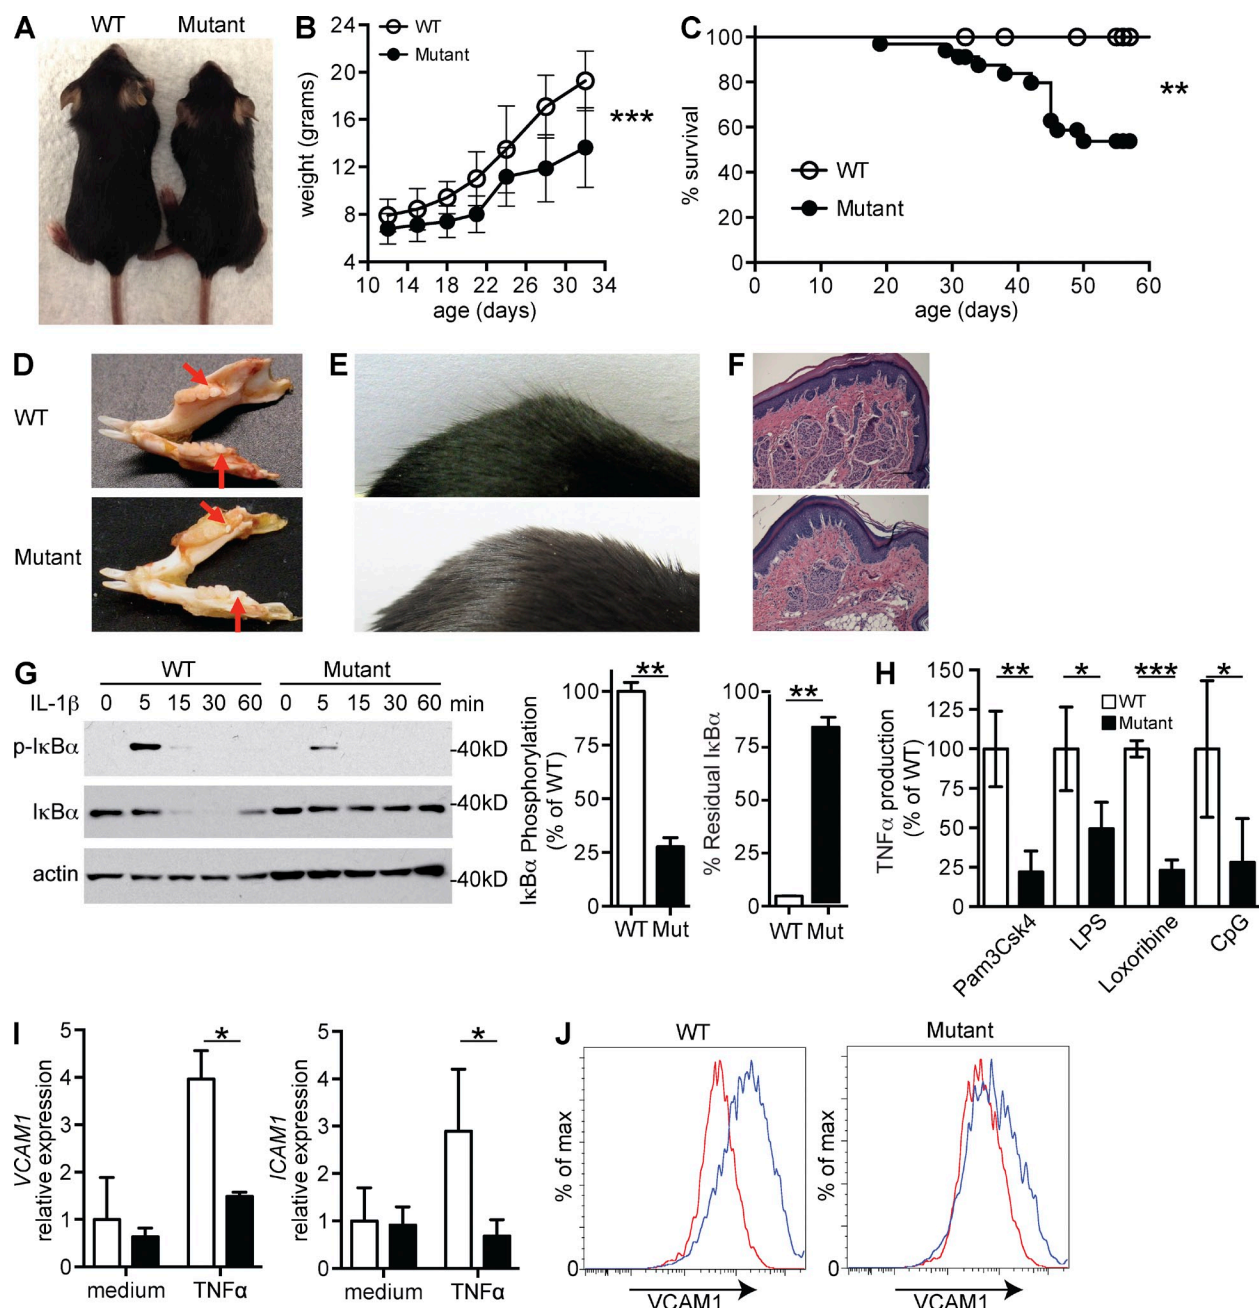 A
WT
Mutant
B
WT
Mutant
weight (grams)
24
20
16
12
8
4
***
10
14
18
22
26
30
34
age (days)
C
100
80
60
40
20
0
% survival
WT
Mutant
**
0
10
20
30
40
50
60
age (days)
D
WT
Mutant
E
F
G
WT
Mutant
IL-1β
0
5
15
30
60
0
5
15
30
60
min
p-IκBα
-40kD
IκBα
-40kD
actin
-40kD
IκBα Phosphorylation
(% of WT)
100
75
50
25
0
**
WT
Mut
% Residual IκBα
100
75
50
25
0
**
WT
Mut
H
TNFα production
(% of WT)
150
125
100
75
50
25
0
**
*
***
*
WT
Mutant
Pam3Csk4
LPS
Loxoribine
CpG
I
VCAM1
relative expression
5
4
3
2
1
0
*
medium
TNFα
ICAM1
relative expression
5
4
3
2
1
0
*
medium
TNFα
J
WT
% of max
0
VCAM1
Mutant
% of max
0
VCAM1